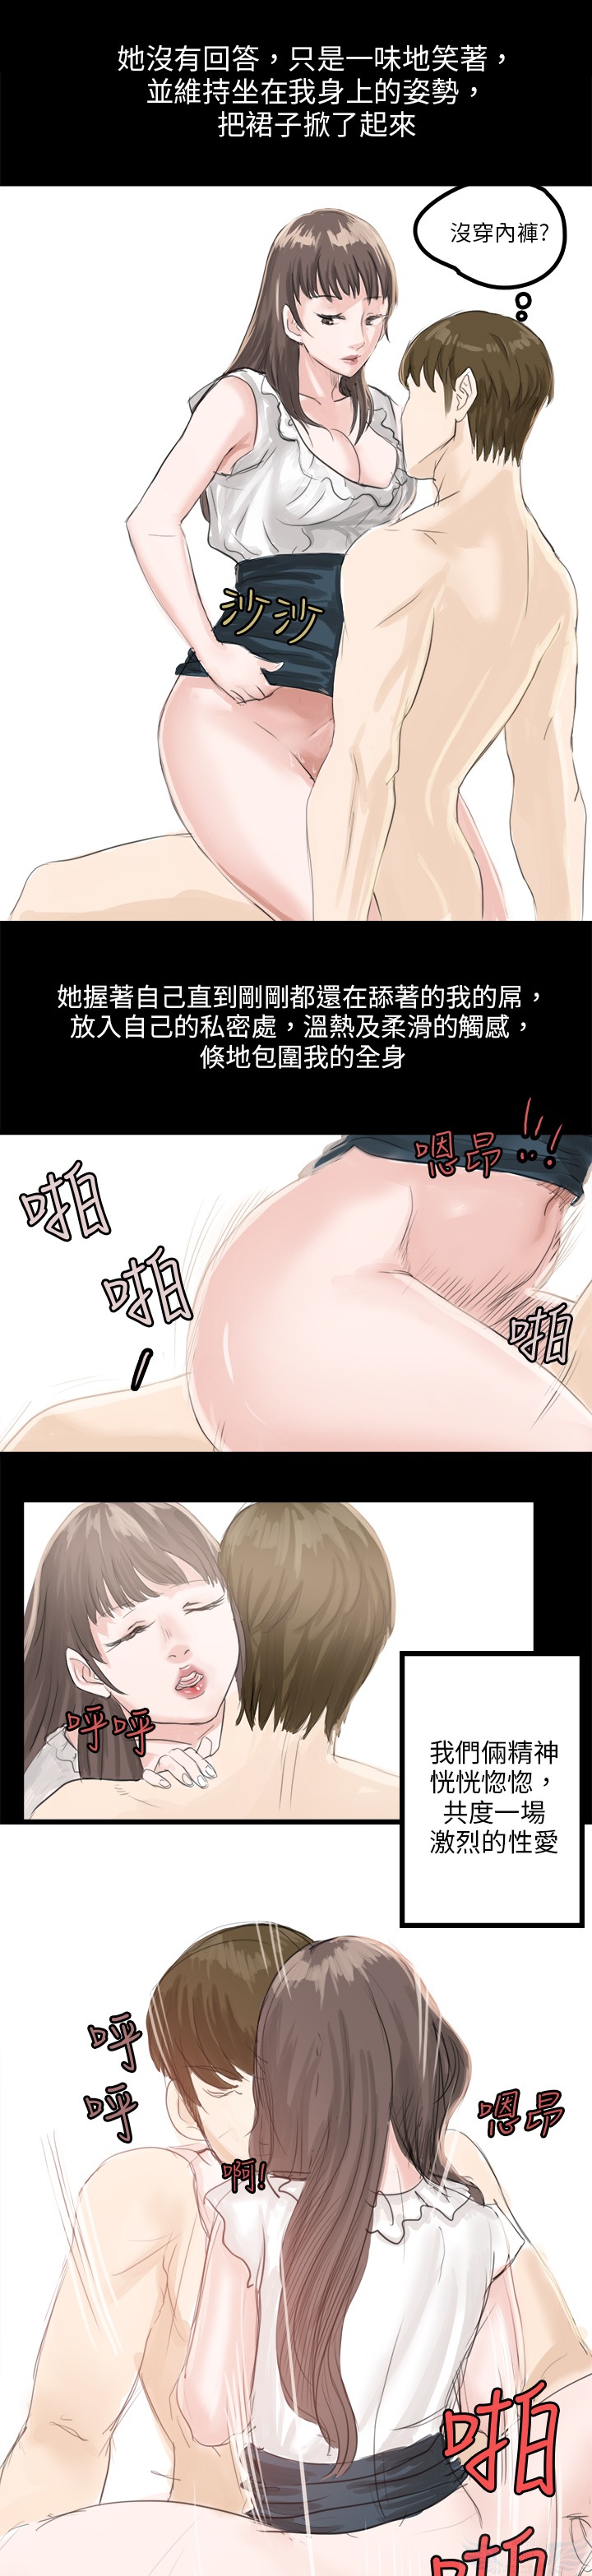 她沒有回答，只是一味地笑著，
並維持坐在我身上的姿勢，
把裙子掀了起來
沒穿內褲?
沙沙
她握著自己直到剛剛都還在舔著的我的屌，
放入自己的私密處，溫熱及柔滑的觸感，
倏地包圍我的全身
嗯昂...!!!
啪
啪
啪
呼呼
我們倆精神
恍恍惚惚，
共度一場
激烈的性愛
呼
呼
嗯昂
啊!
啪
啪